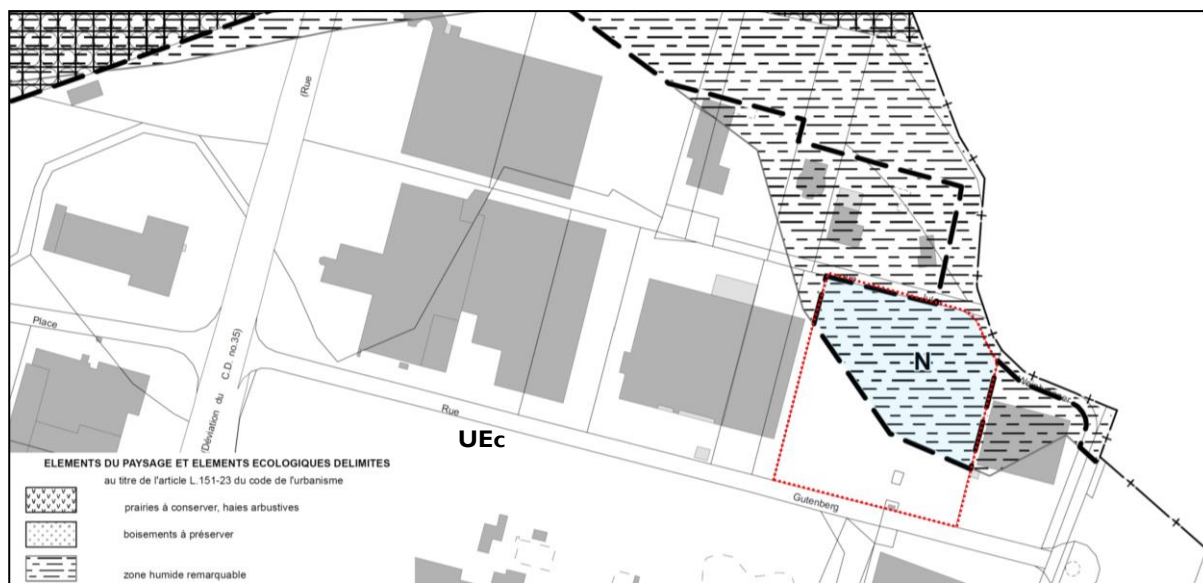 (Rue
Place
(Déviation du C.D. no.35)
N
Rue
UEc
Gutenberg
ELEMENTS DU PAYSAGE ET ELEMENTS ECOLOGIQUES DELIMITES
au titre de l'article L.151-23 du code de l'urbanisme
prairies à conserver, haies arbustives
boisements à préserver
zone humide remarquable